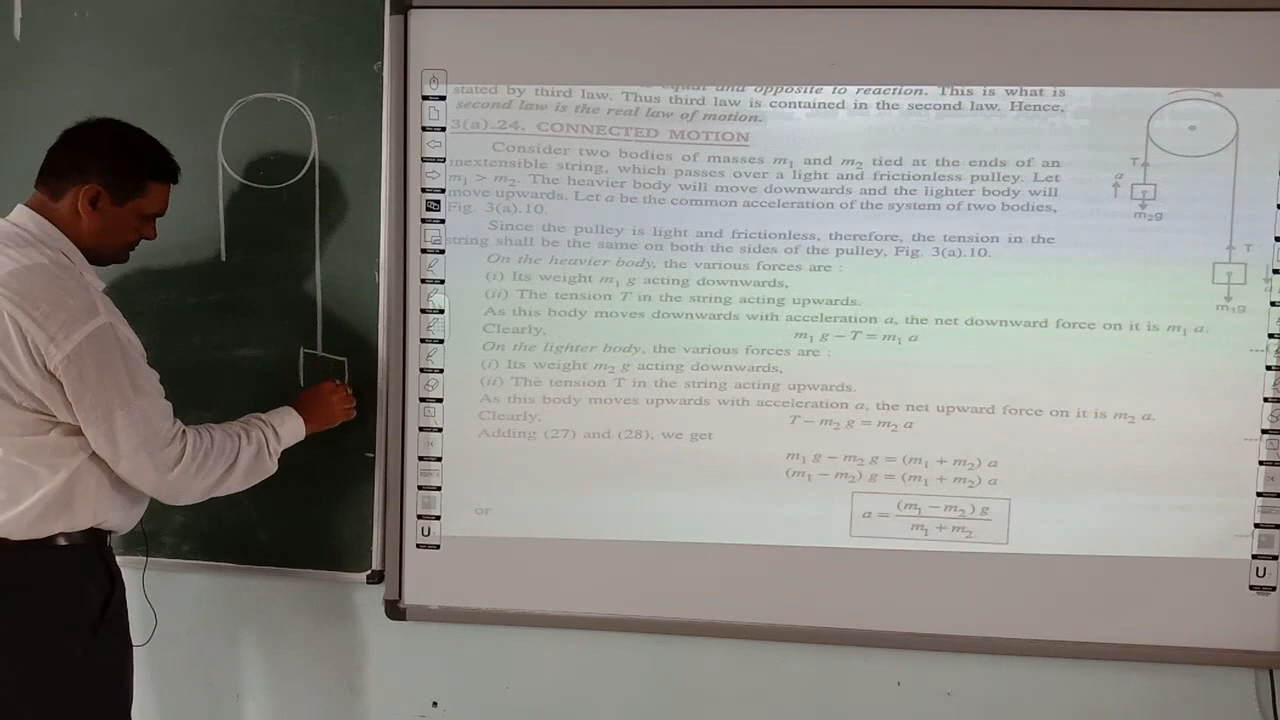 equal and opposite to reaction. This is what is
stated by third law. Thus third law is contained in the second law. Hence,
second law is the real law of motion.
3(a).24. CONNECTED MOTION
Consider two bodies of masses m₁ and m₂ tied at the ends of an
inextensible string, which passes over a light and frictionless pulley. Let
m₁ > m₂. The heavier body will move downwards and the lighter body will
move upwards. Let a be the common acceleration of the system of two bodies,
Fig. 3(a).10.
Since the pulley is light and frictionless, therefore, the tension in the
string shall be the same on both the sides of the pulley, Fig. 3(a).10.
On the heavier body, the various forces are :
(i) Its weight m₁ g acting downwards,
(ii) The tension T in the string acting upwards.
As this body moves downwards with acceleration a, the net downward force on it is m₁ a.
Clearly, m₁ g – T = m₁ a
On the lighter body, the various forces are :
(i) Its weight m₂ g acting downwards,
(ii) The tension T in the string acting upwards.
As this body moves upwards with acceleration a, the net upward force on it is m₂ a.
Clearly, T – m₂ g = m₂ a
Adding (27) and (28), we get
m₁ g – m₂ g = (m₁ + m₂) a
(m₁ – m₂) g = (m₁ + m₂) a
or a = (m₁ – m₂) g
m₁ + m₂
T
a
m₂g
T
a
m₁g
U
U